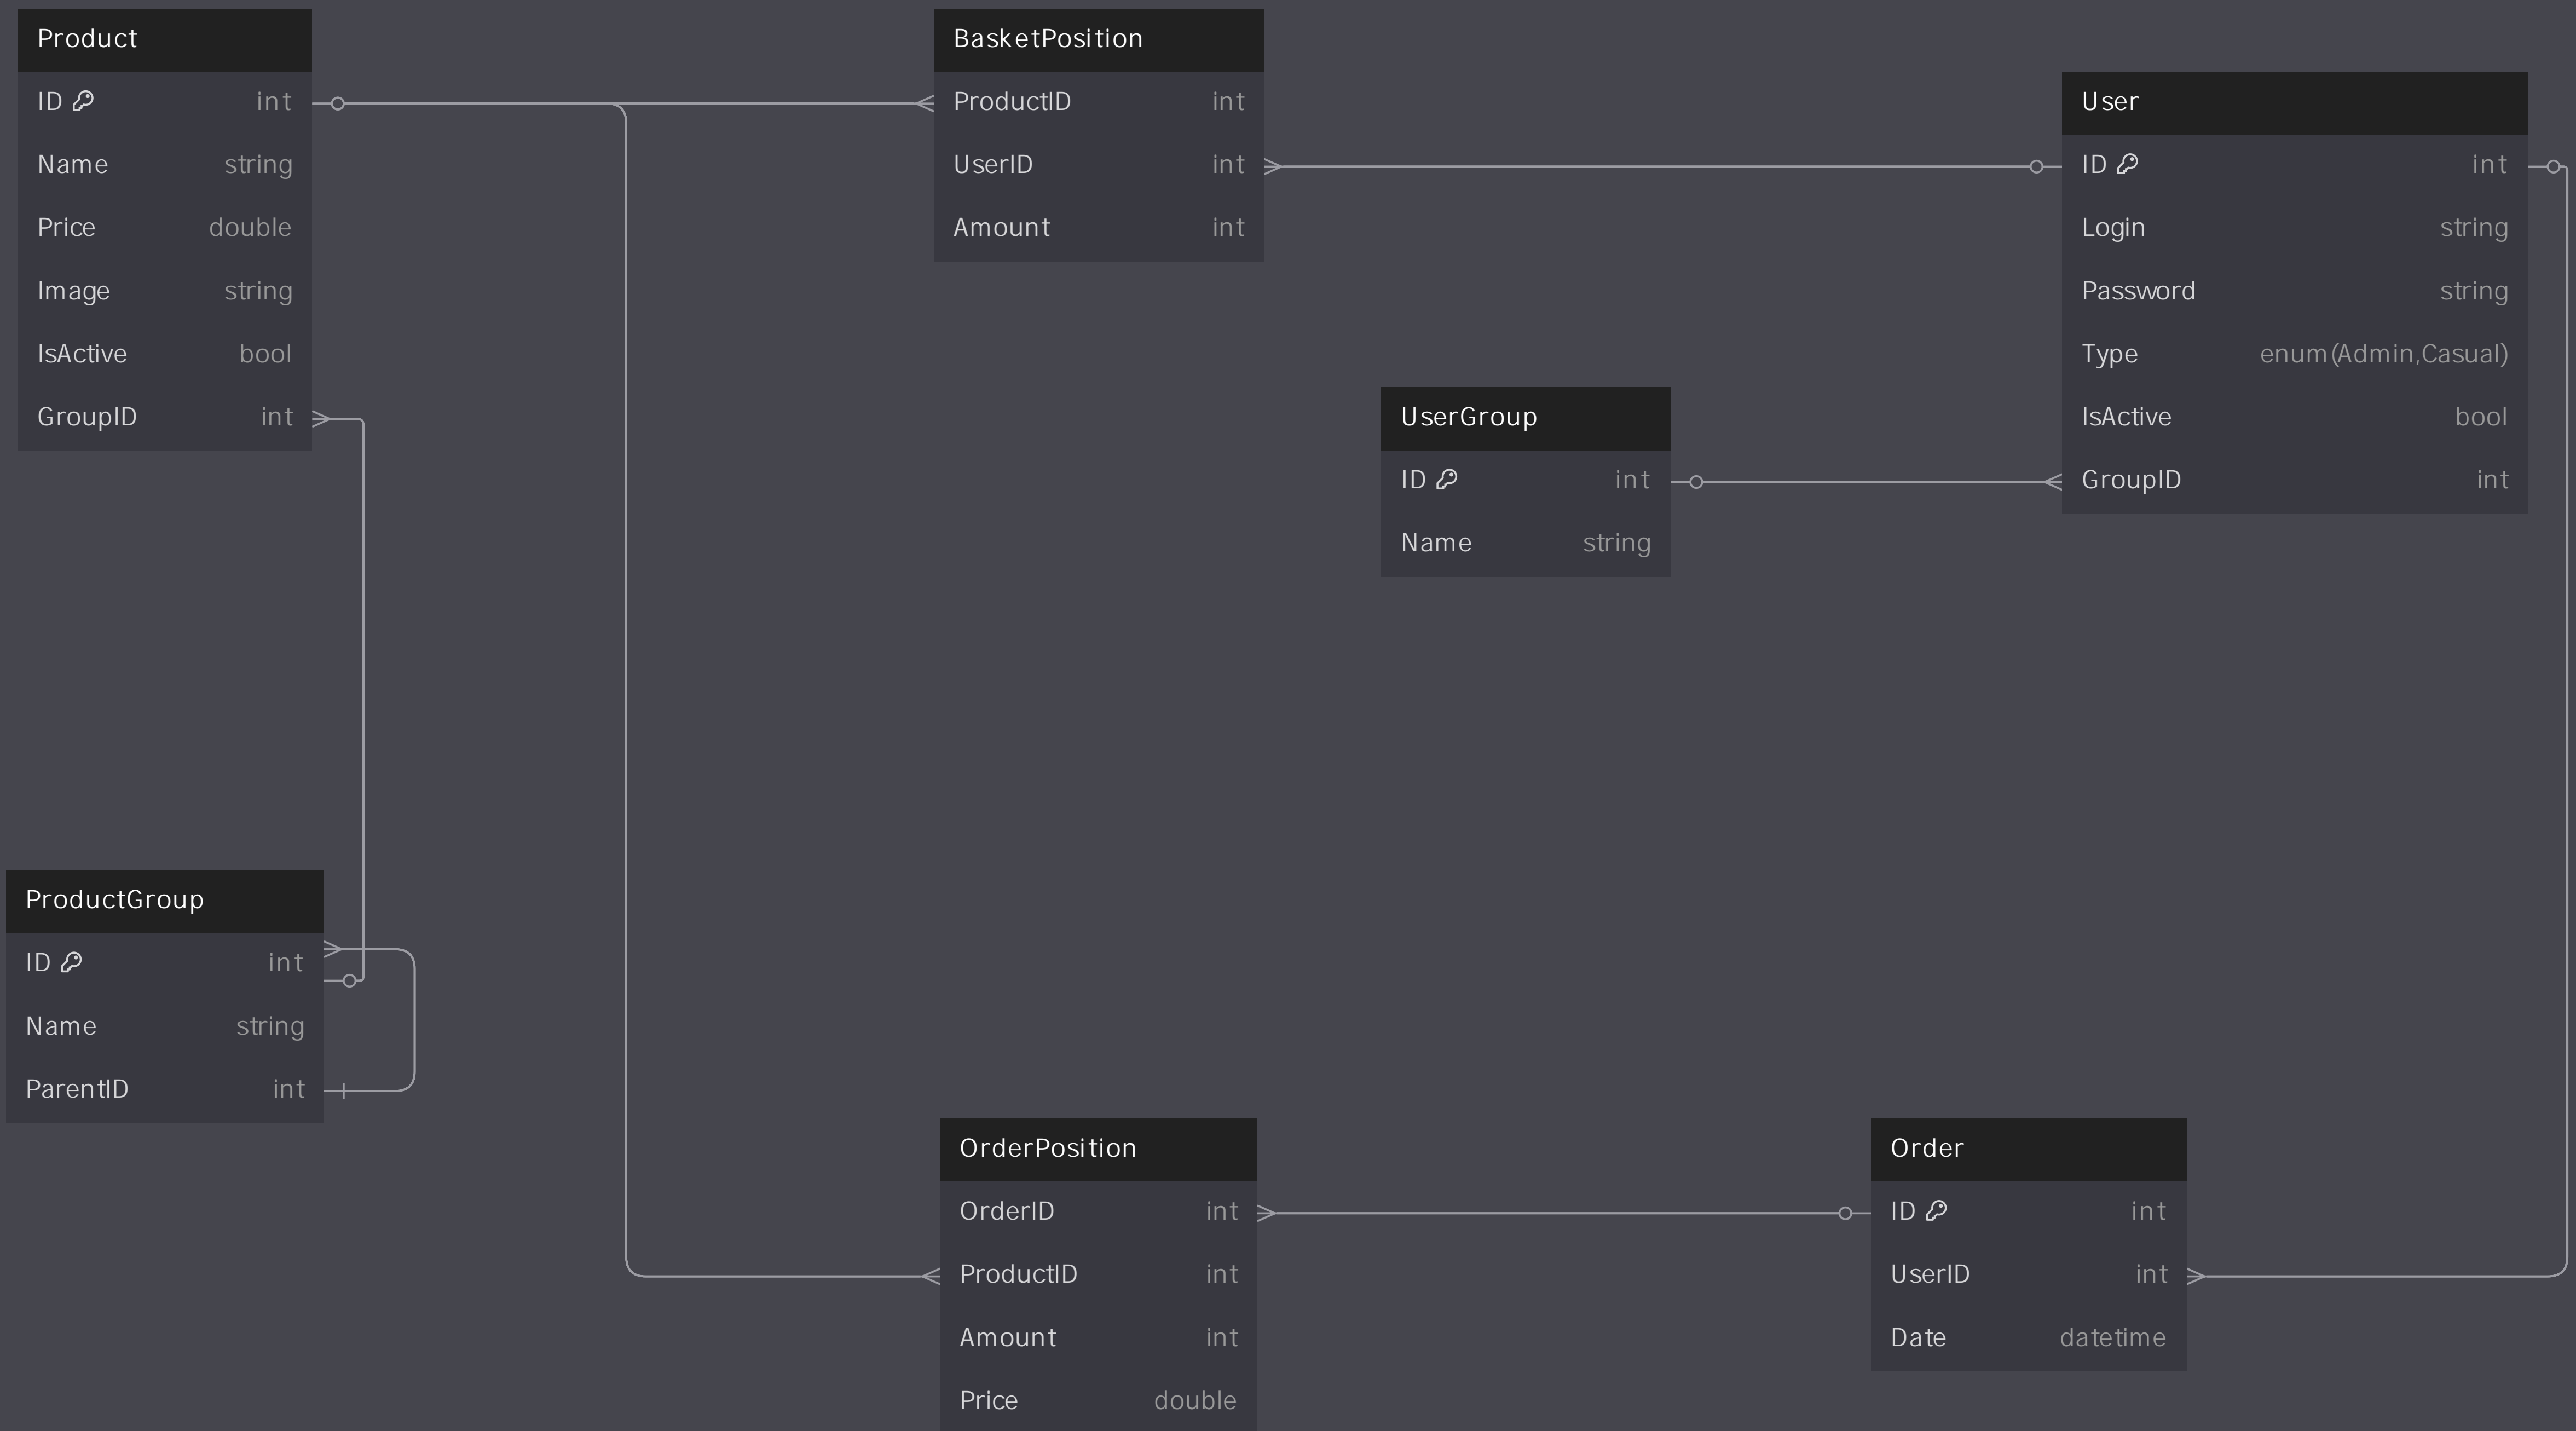 Product
ID int
Name string
Price double
Image string
IsActive bool
GroupID int
BasketPosition
ProductID int
UserID int
Amount int
User
ID int
Login string
Password string
Type enum(Admin,Casual)
IsActive bool
GroupID int
UserGroup
ID int
Name string
ProductGroup
ID int
Name string
ParentID int
OrderPosition
OrderID int
ProductID int
Amount int
Price double
Order
ID int
UserID int
Date datetime